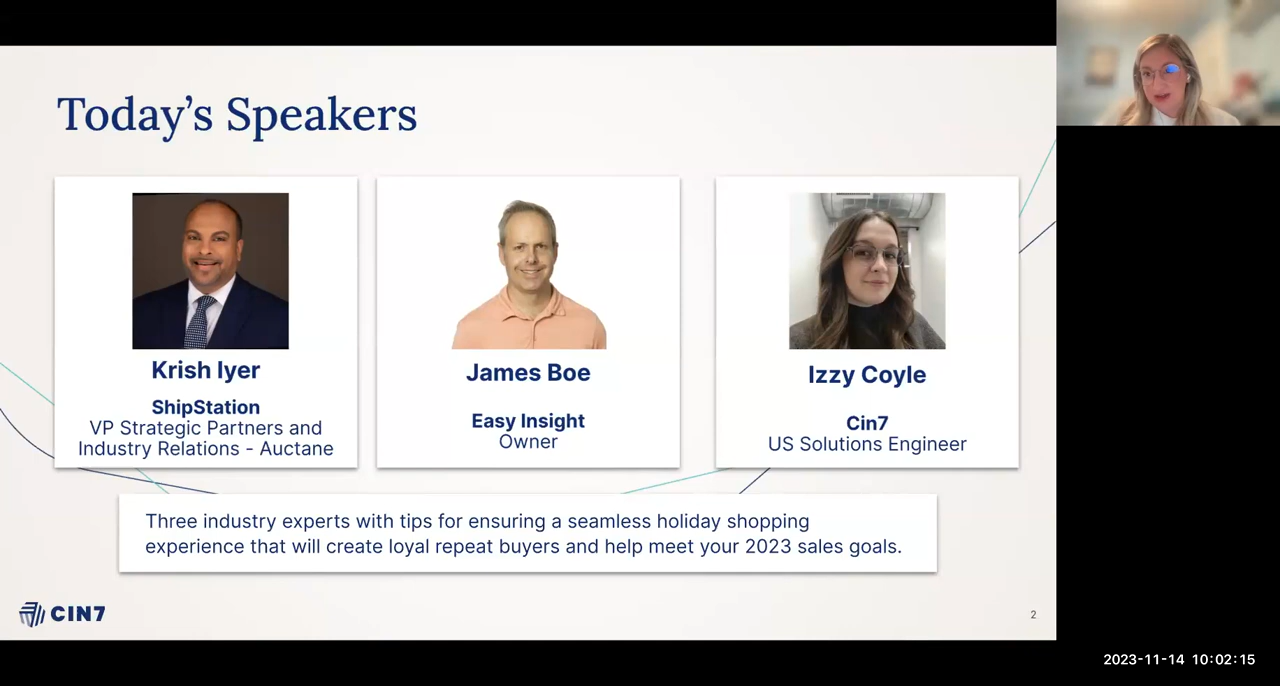 Today's Speakers
Krish Iyer
ShipStation
VP Strategic Partners and
Industry Relations - Auctane
James Boe
Easy Insight
Owner
Izzy Coyle
Cin7
US Solutions Engineer
Three industry experts with tips for ensuring a seamless holiday shopping
experience that will create loyal repeat buyers and help meet your 2023 sales goals.
CIN7
2
2023-11-14 10:02:15